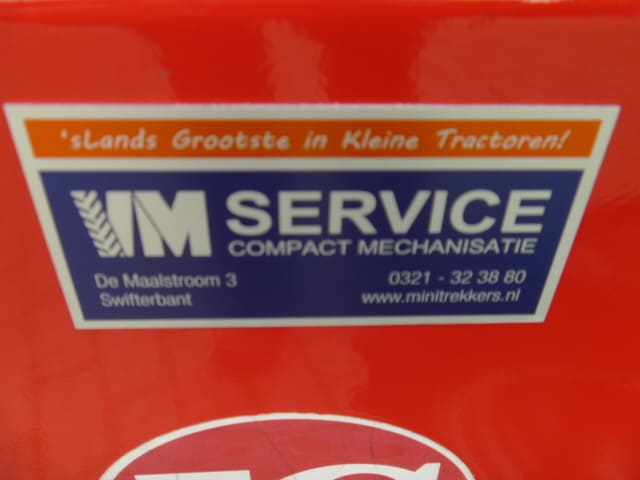 'sLands Grootste in Kleine Tractoren!
VM SERVICE
COMPACT MECHANISATIE
De Maalstroom 3
0321 - 32 38 80
Swifterbant
www.minitrekkers.nl